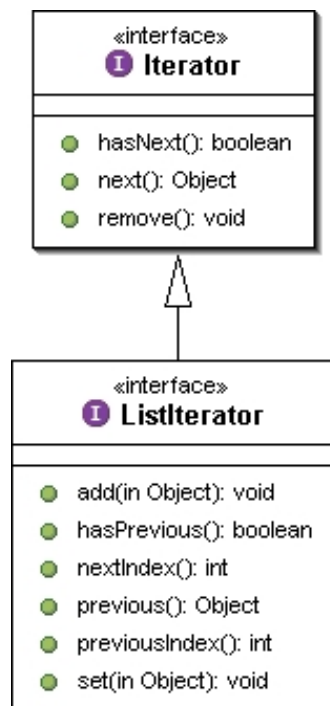 «interface»
I Iterator
hasNext(): boolean
next(): Object
remove(): void
«interface»
I ListIterator
add(in Object): void
hasPrevious(): boolean
nextIndex(): int
previous(): Object
previousIndex(): int
set(in Object): void